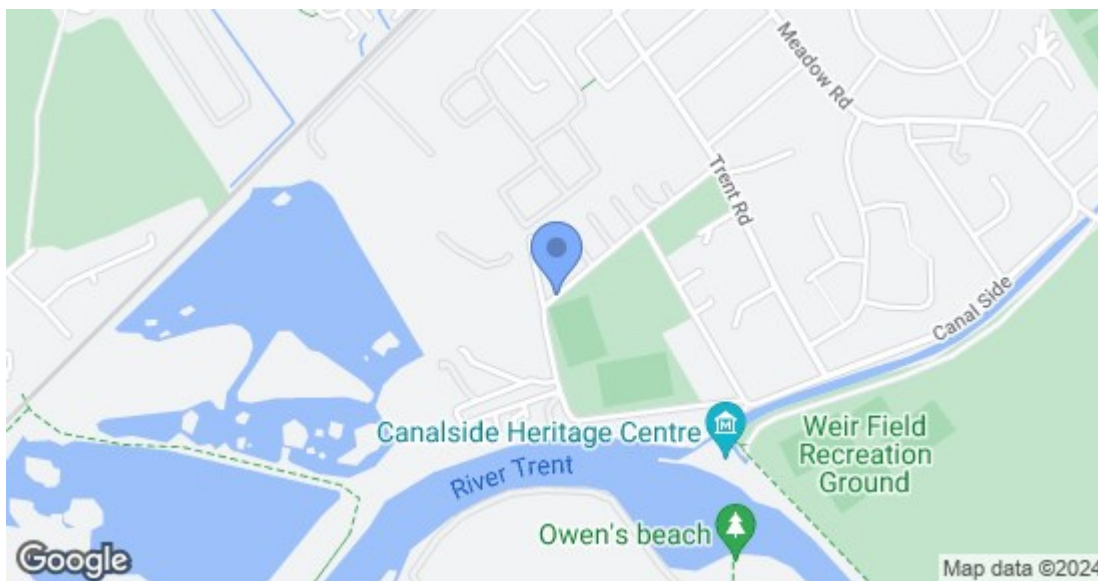 Meadow Rd
Trent Rd
Canal Side
Canalside Heritage Centre
M
Weir Field
Recreation
Ground
River Trent
Owen's beach
Google
Map data ©2024